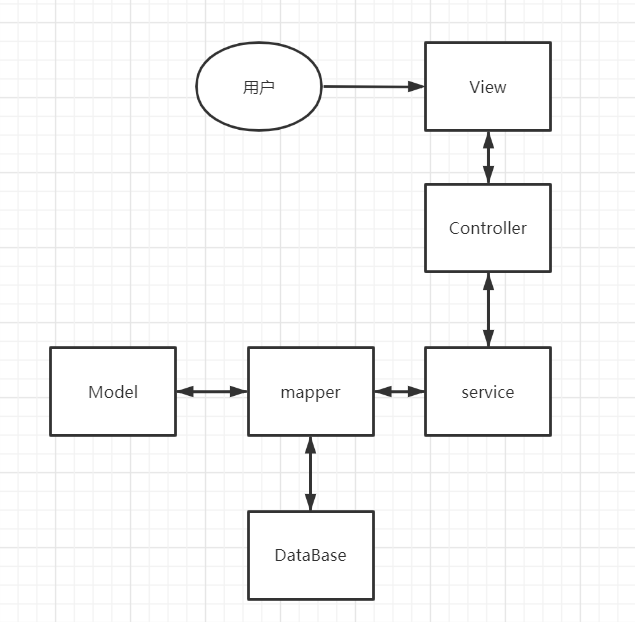 用户
View
Controller
Model
mapper
service
DataBase